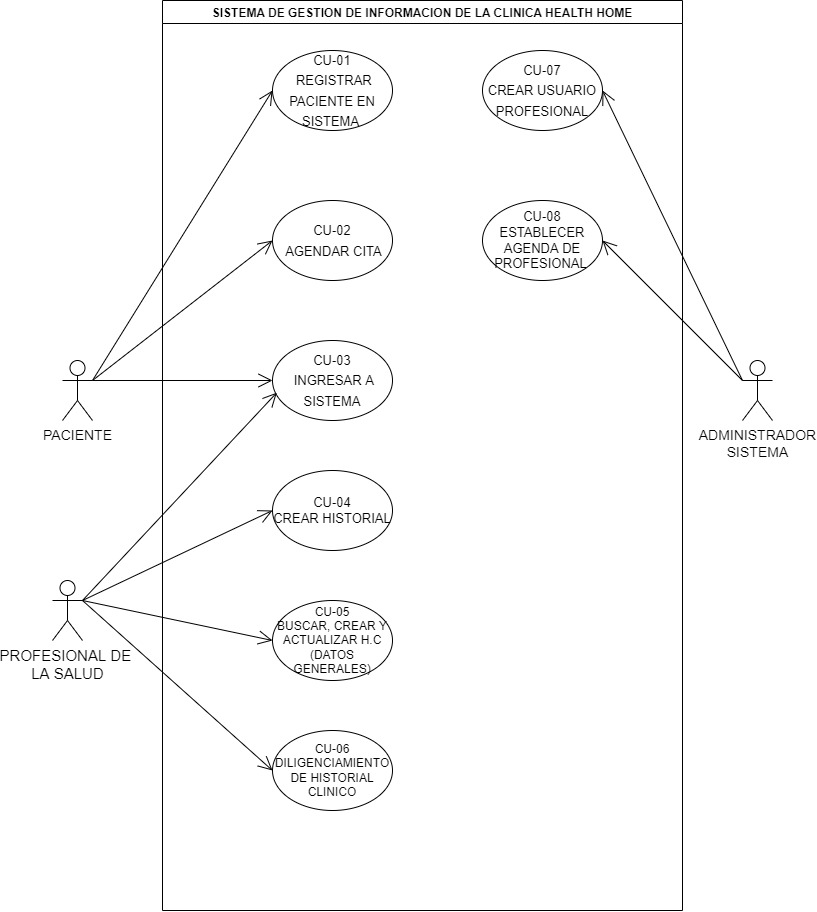 SISTEMA DE GESTION DE INFORMACION DE LA CLINICA HEALTH HOME
CU-01
REGISTRAR
PACIENTE EN
SISTEMA
CU-07
CREAR USUARIO
PROFESIONAL
CU-02
AGENDAR CITA
CU-08
ESTABLECER
AGENDA DE
PROFESIONAL
CU-03
INGRESAR A
SISTEMA
PACIENTE
ADMINISTRADOR
SISTEMA
CU-04
CREAR HISTORIAL
CU-05
BUSCAR, CREAR Y
ACTUALIZAR H.C
(DATOS
GENERALES)
PROFESIONAL DE
LA SALUD
CU-06
DILIGENCIAMIENTO
DE HISTORIAL
CLINICO